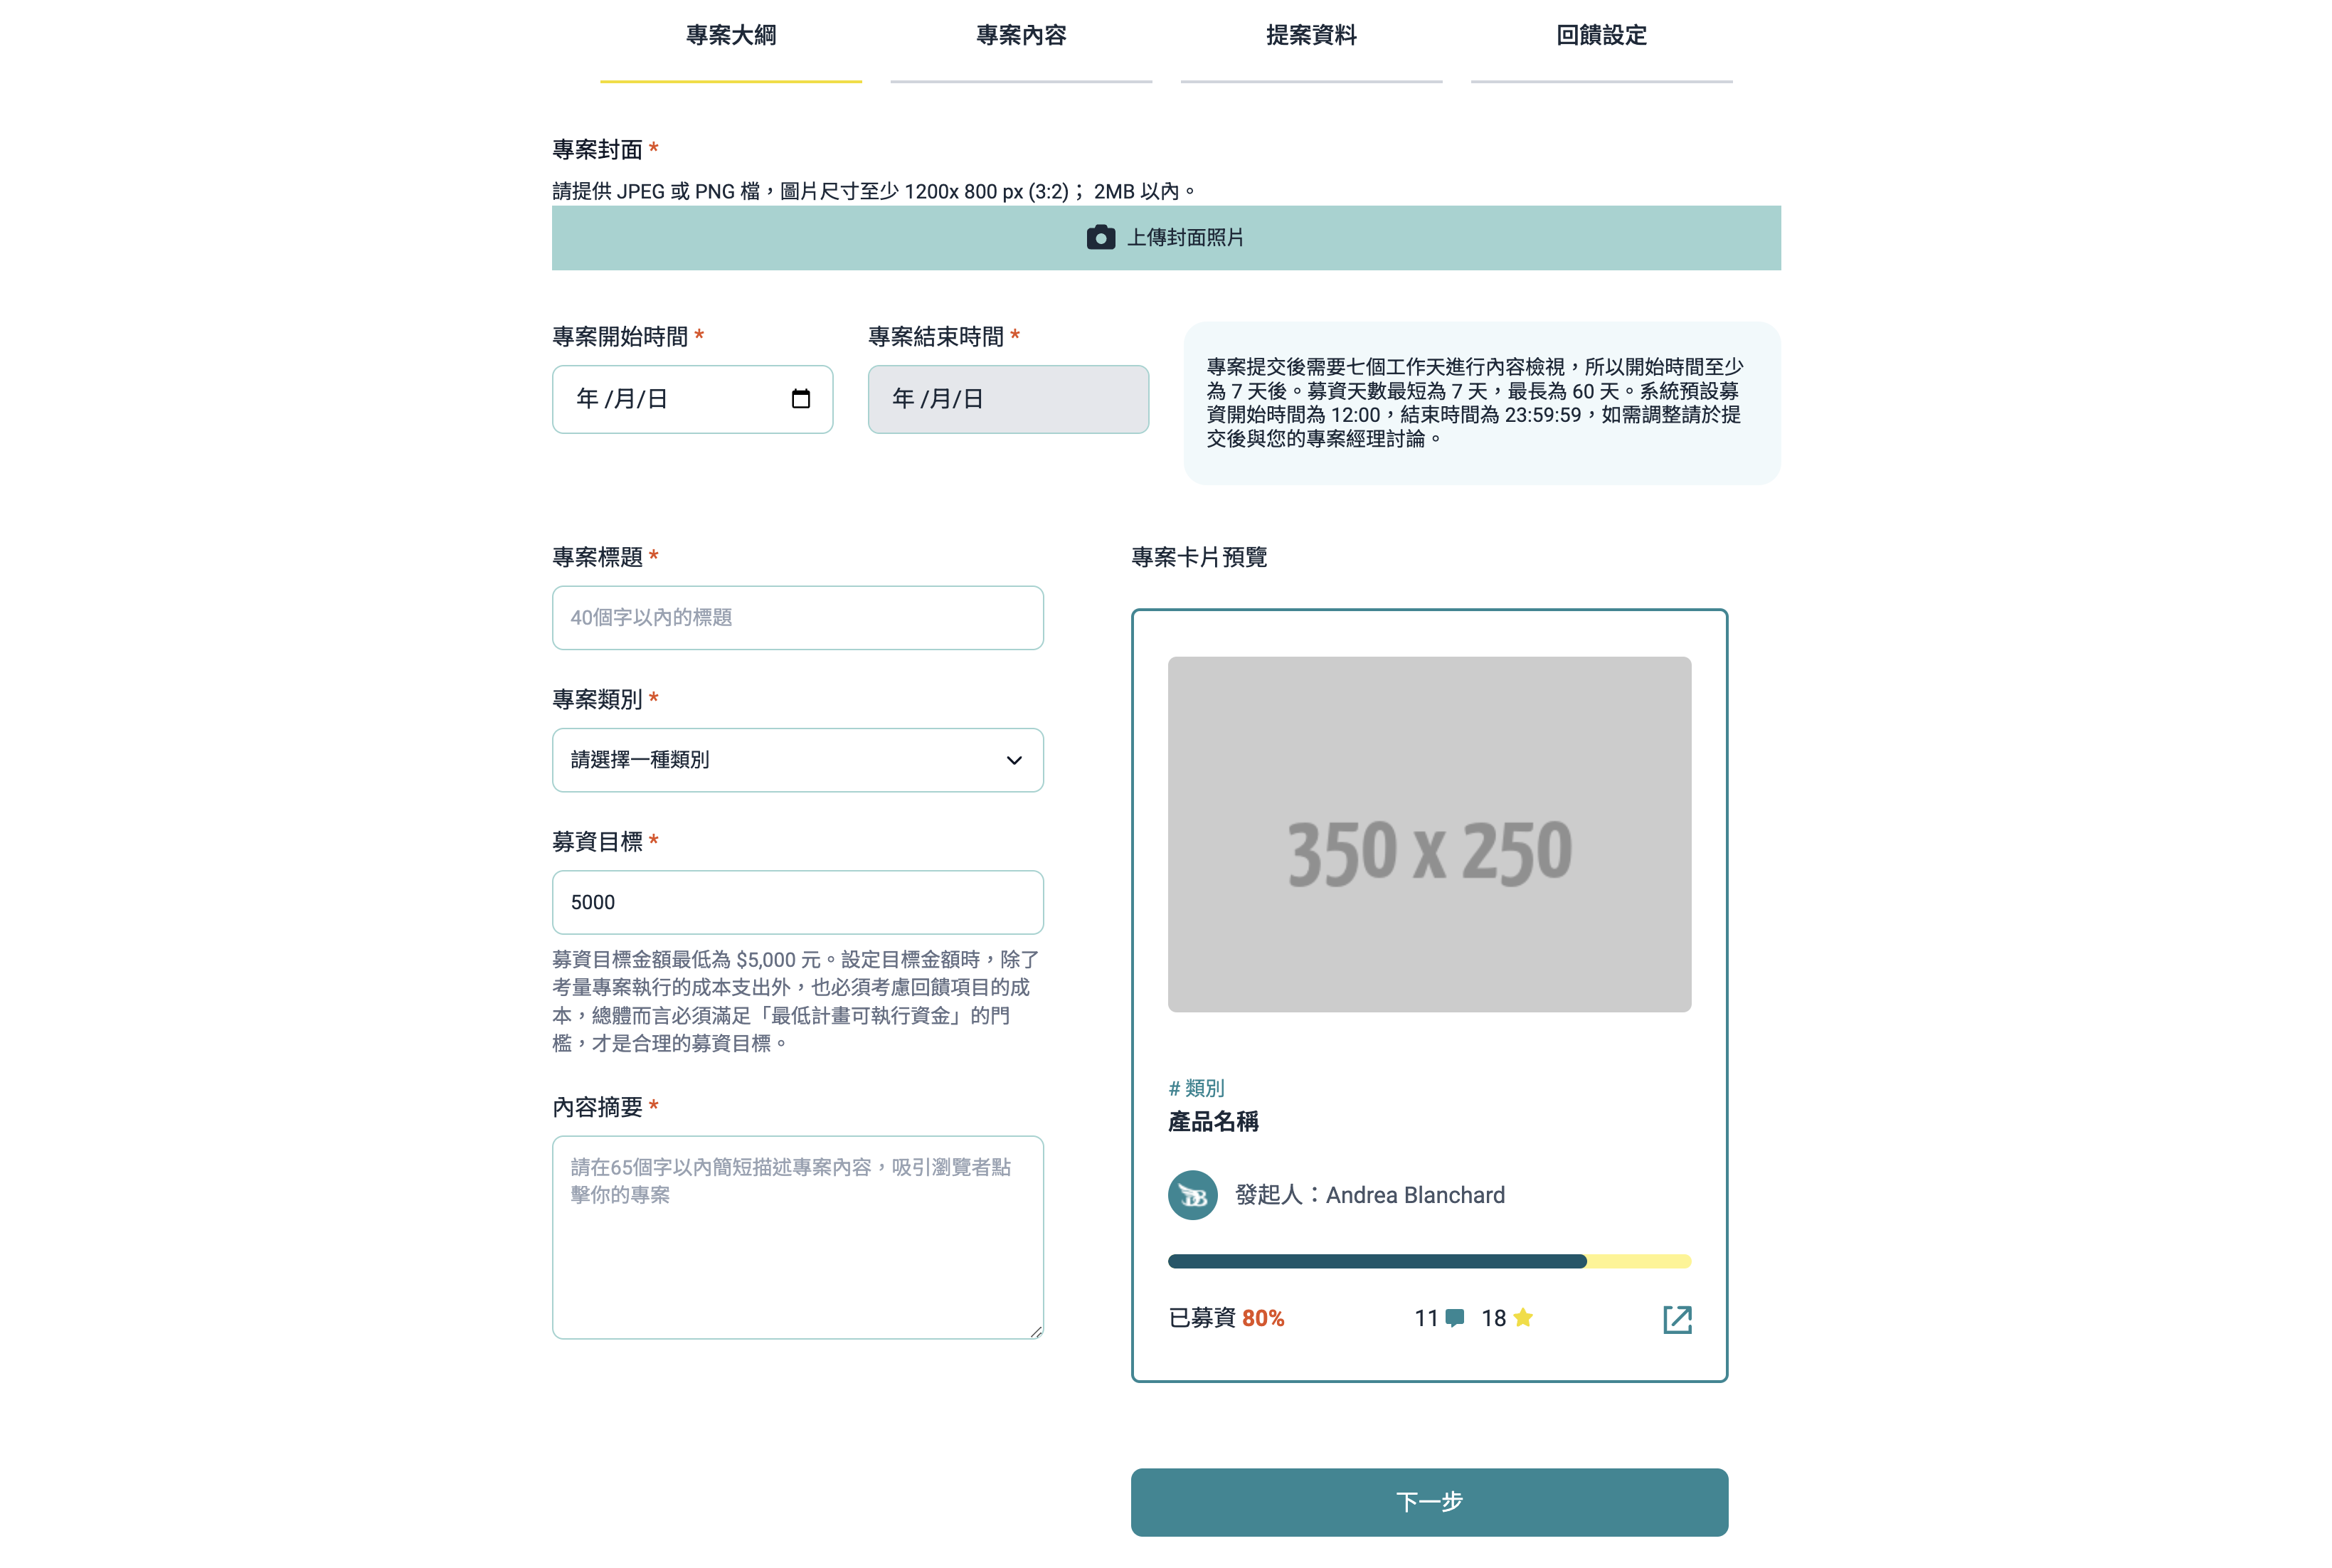 專案大綱
專案內容
提案資料
回饋設定
專案封面 *
請提供 JPEG 或 PNG 檔，圖片尺寸至少 1200x 800 px (3:2)； 2MB 以內。
上傳封面照片
專案開始時間 *
年 /月/日
專案結束時間 *
年 /月/日
專案提交後需要七個工作天進行內容檢視，所以開始時間至少
為 7 天後。募資天數最短為 7 天，最長為 60 天。系統預設募
資開始時間為 12:00，結束時間為 23:59:59，如需調整請於提
交後與您的專案經理討論。
專案標題 *
40個字以內的標題
專案類別 *
請選擇一種類別
募資目標 *
5000
募資目標金額最低為 $5,000 元。設定目標金額時，除了
考量專案執行的成本支出外，也必須考慮回饋項目的成
本，總體而言必須滿足「最低計畫可執行資金」的門
檻，才是合理的募資目標。
內容摘要 *
請在65個字以內簡短描述專案內容，吸引瀏覽者點
擊你的專案
專案卡片預覽
350 x 250
# 類別
產品名稱
發起人：Andrea Blanchard
已募資 80%
11
18
下一步